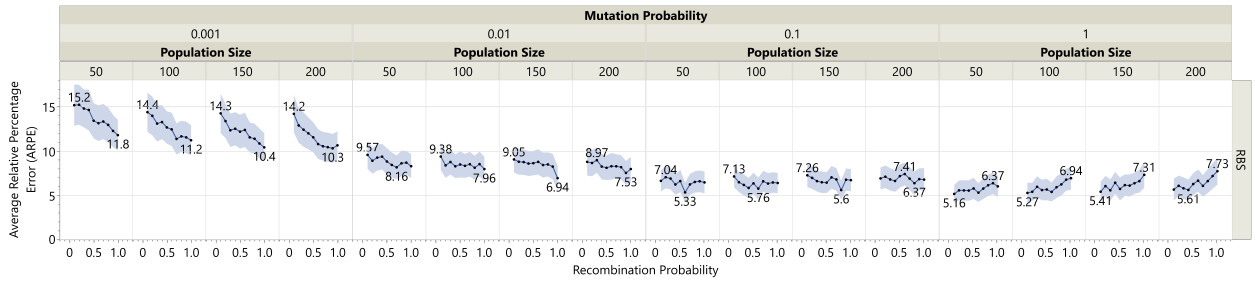 Mutation Probability
0.001 0.01 0.1 1
Population Size Population Size Population Size Population Size
50 100 150 200 50 100 150 200 50 100 150 200 50 100 150 200
Average Relative Percentage
Error (ARPE)
15
10
5
0
15.2 11.8 14.4 11.2 14.3 10.4 14.2 10.3 9.57 8.16 9.38 7.96 9.05 6.94 8.97 7.53 7.04 5.33 7.13 5.76 7.26 5.6 7.41 6.37 5.16 6.37 5.27 6.94 5.41 7.31 5.61 7.73
RBS
0 0.5 1.0 0 0.5 1.0 0 0.5 1.0 0 0.5 1.0 0 0.5 1.0 0 0.5 1.0 0 0.5 1.0 0 0.5 1.0 0 0.5 1.0 0 0.5 1.0 0 0.5 1.0 0 0.5 1.0 0 0.5 1.0 0 0.5 1.0 0 0.5 1.0 0 0.5 1.0
Recombination Probability